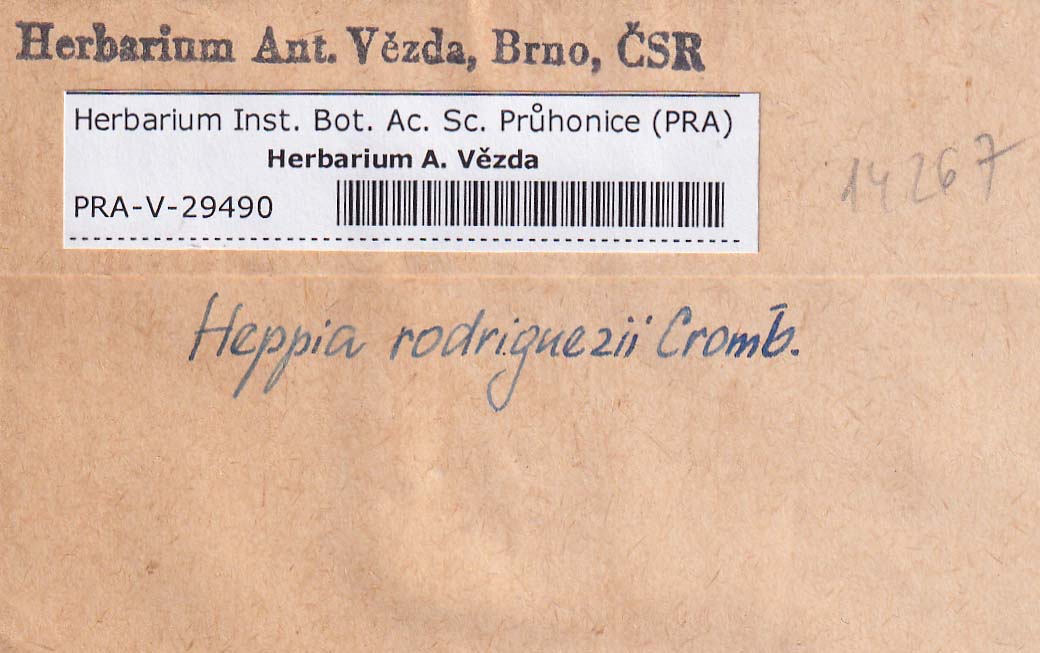 Herbarium Ant. Vězda, Brno, ČSR
Herbarium Inst. Bot. Ac. Sc. Průhonice (PRA)
Herbarium A. Vězda
PRA-V-29490
14267
Heppia rodriguezii Cromb.